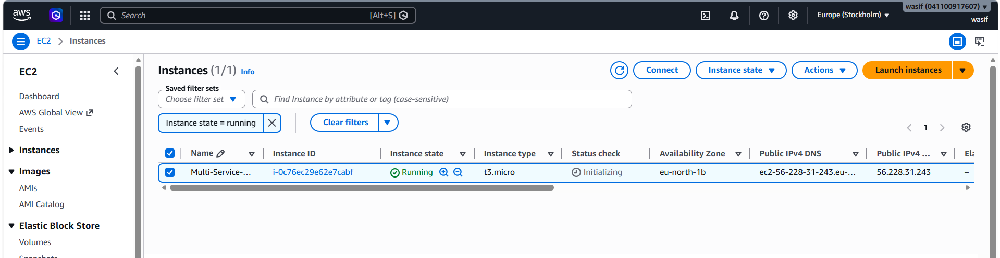 aws Search [Alt+S] Europe (Stockholm) wasif (041100917607)
wasif
EC2 Instances
EC2
Dashboard
AWS Global View
Events
Instances
Images
AMIs
AMI Catalog
Elastic Block Store
Volumes
Snapshots
Instances (1/1) Info Connect Instance state Actions Launch instances
Saved filter sets
Choose filter set Find Instance by attribute or tag (case-sensitive)
Instance state = running Clear filters
1
Name Instance ID Instance state Instance type Status check Availability Zone Public IPv4 DNS Public IPv4 ... Ela
Multi-Service-... i-0c76ec29e62e7cabf Running t3.micro Initializing eu-north-1b ec2-56-228-31-243.eu-... 56.228.31.243 –